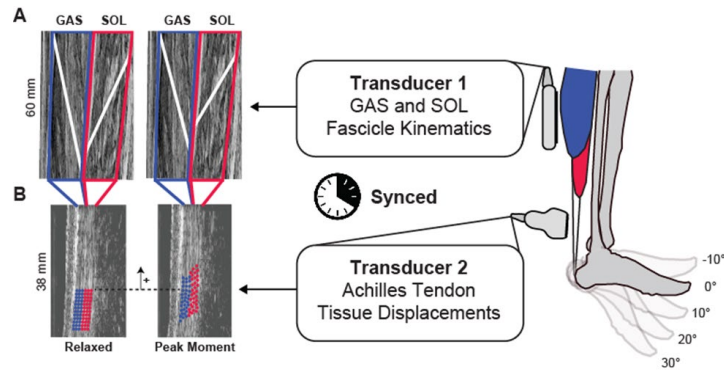 A
GAS SOL GAS SOL
60 mm
Transducer 1
GAS and SOL
Fascicle Kinematics
B
Synced
38 mm
+
Transducer 2
Achilles Tendon
Tissue Displacements
Relaxed Peak Moment
-10°
0°
10°
20°
30°